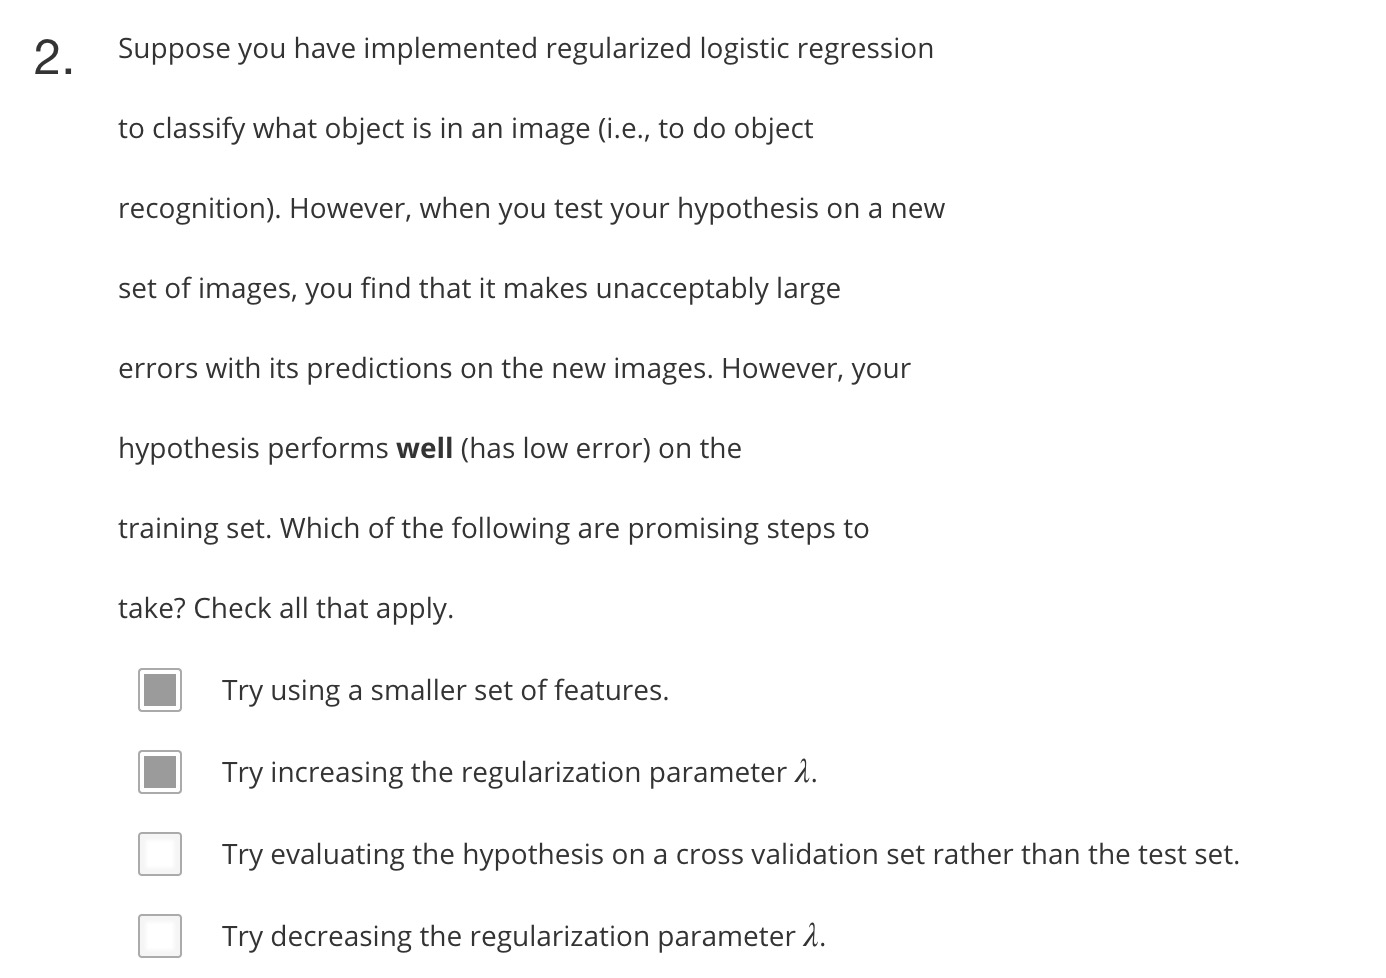 2. Suppose you have implemented regularized logistic regression
to classify what object is in an image (i.e., to do object
recognition). However, when you test your hypothesis on a new
set of images, you find that it makes unacceptably large
errors with its predictions on the new images. However, your
hypothesis performs well (has low error) on the
training set. Which of the following are promising steps to
take? Check all that apply.
Try using a smaller set of features.
Try increasing the regularization parameter λ.
Try evaluating the hypothesis on a cross validation set rather than the test set.
Try decreasing the regularization parameter λ.